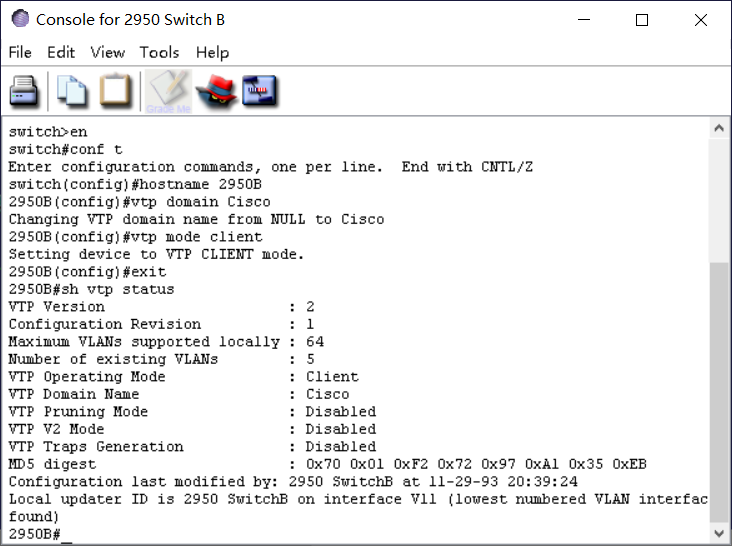 Console for 2950 Switch B
File Edit View Tools Help
Grade Me
switch>en
switch#conf t
Enter configuration commands, one per line.  End with CNTL/Z
switch(config)#hostname 2950B
2950B(config)#vtp domain Cisco
Changing VTP domain name from NULL to Cisco
2950B(config)#vtp mode client
Setting device to VTP CLIENT mode.
2950B(config)#exit
2950B#sh vtp status
VTP Version                     : 2
Configuration Revision          : 1
Maximum VLANs supported locally : 64
Number of existing VLANs        : 5
VTP Operating Mode              : Client
VTP Domain Name                 : Cisco
VTP Pruning Mode                : Disabled
VTP V2 Mode                     : Disabled
VTP Traps Generation            : Disabled
MD5 digest                      : 0x70 0x01 0xF2 0x72 0x97 0xA1 0x35 0xEB
Configuration last modified by: 2950 SwitchB at 11-29-93 20:39:24
Local updater ID is 2950 SwitchB on interface Vl1 (lowest numbered VLAN interfac
found)
2950B#_